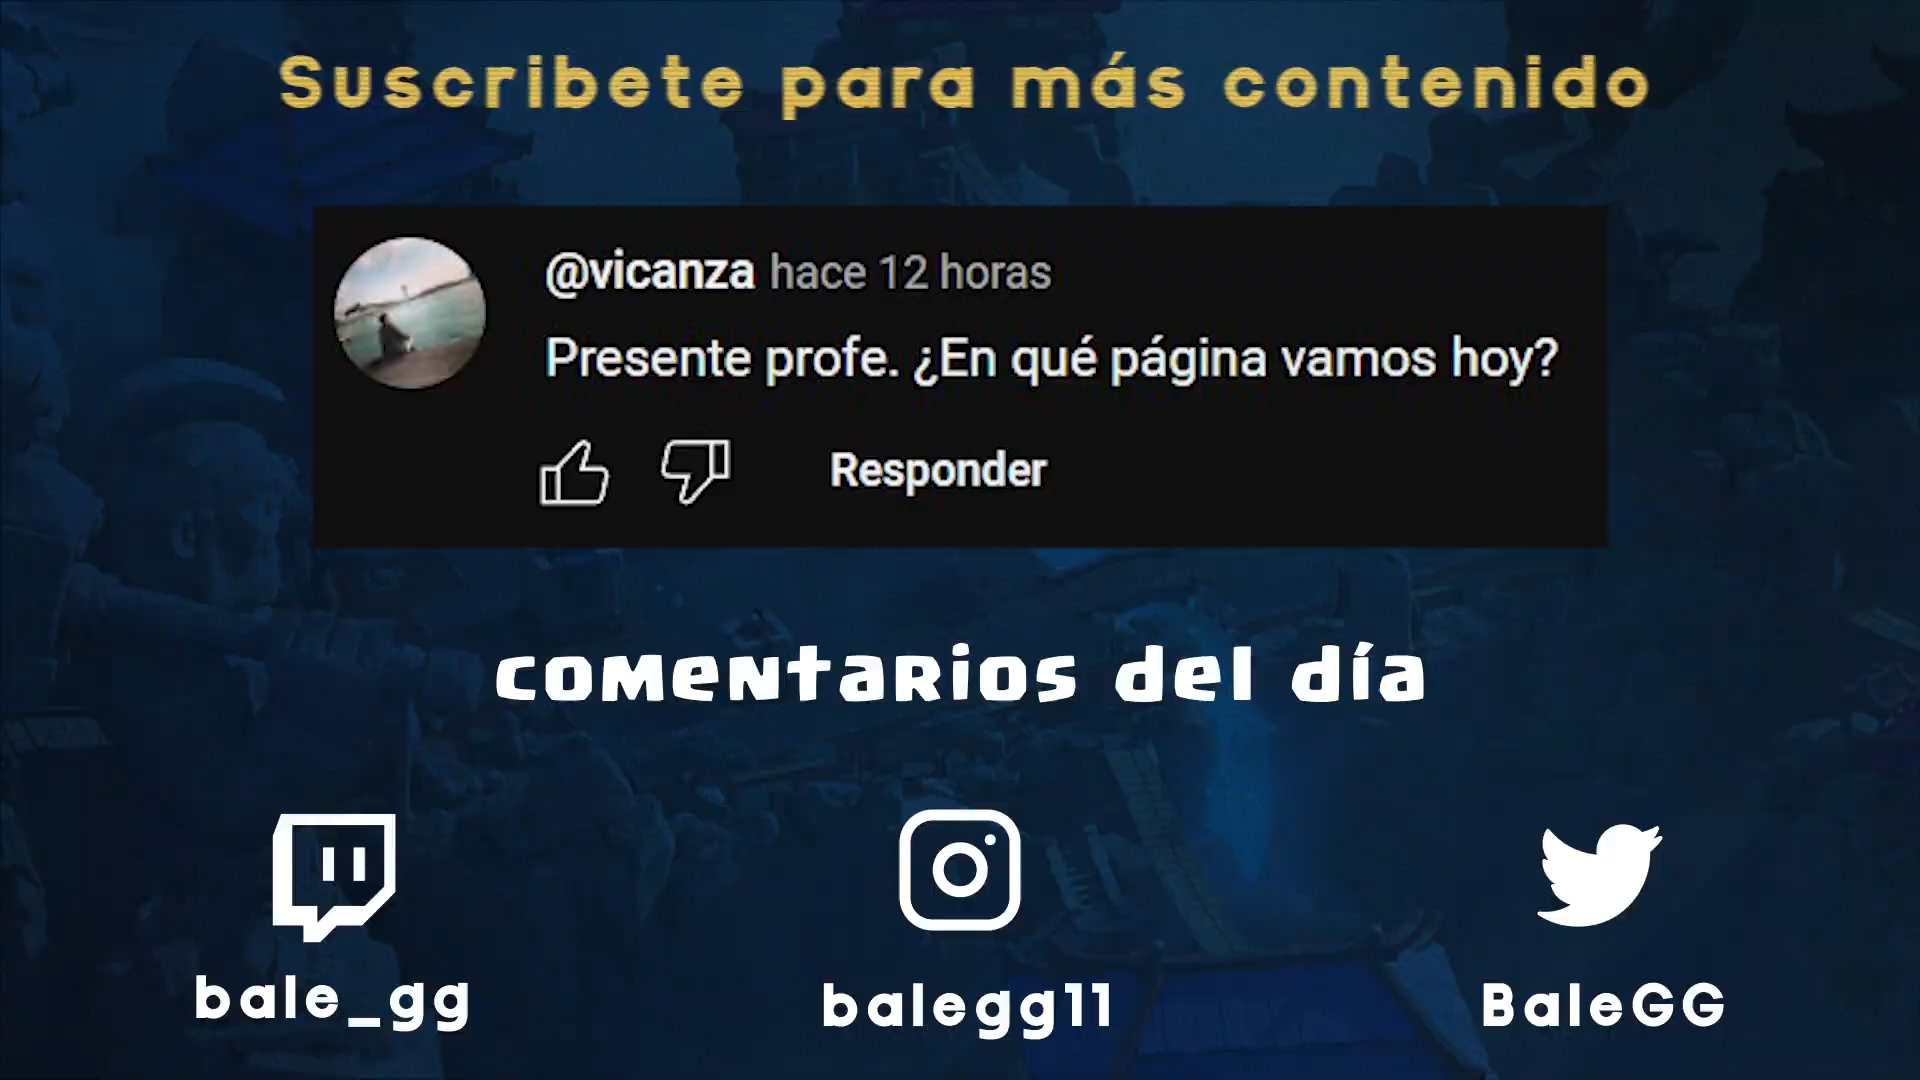 Suscribete para más contenido
@vicanza hace 12 horas
Presente profe. ¿En qué página vamos hoy?
Responder
comentarios del día
bale_gg
balegg11
BaleGG